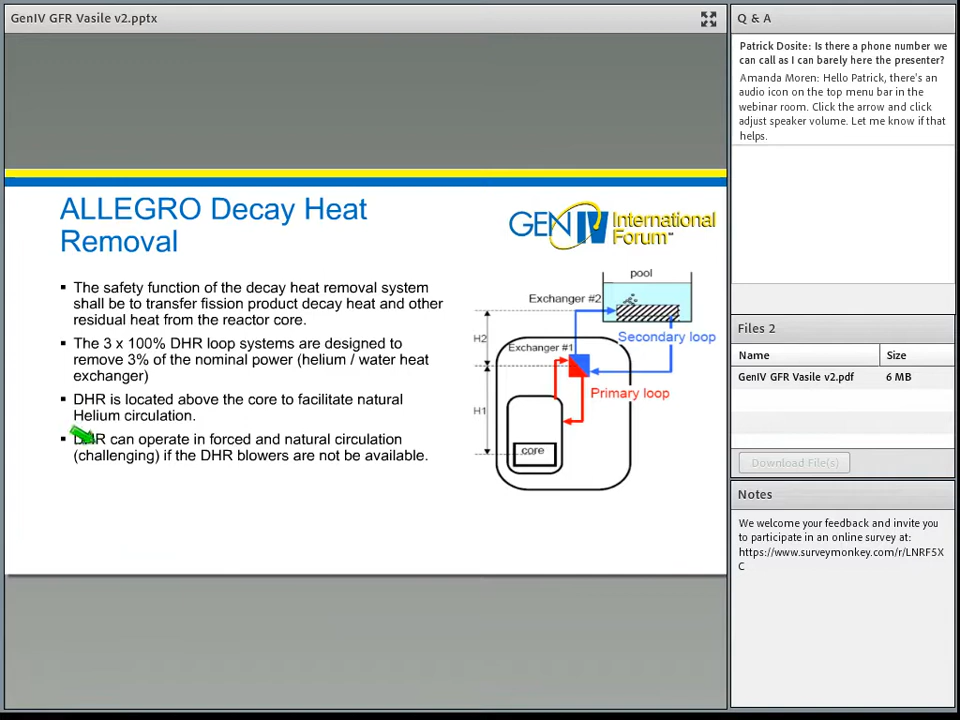 GenIV GFR Vasile v2.pptx
ALLEGRO Decay Heat
Removal
GEN IV International
Forum™
▪ The safety function of the decay heat removal system
shall be to transfer fission product decay heat and other
residual heat from the reactor core.
▪ The 3 x 100% DHR loop systems are designed to
remove 3% of the nominal power (helium / water heat
exchanger)
▪ DHR is located above the core to facilitate natural
Helium circulation.
▪ DHR can operate in forced and natural circulation
(challenging) if the DHR blowers are not be available.
pool
Exchanger #2
Secondary loop
H2
Exchanger #1
Primary loop
H1
core
Q & A
Patrick Dosite: Is there a phone number we
can call as I can barely here the presenter?
Amanda Moren: Hello Patrick, there's an
audio icon on the top menu bar in the
webinar room. Click the arrow and click
adjust speaker volume. Let me know if that
helps.
Files 2
Name Size
GenIV GFR Vasile v2.pdf 6 MB
Download File(s)
Notes
We welcome your feedback and invite you
to participate in an online survey at:
https://www.surveymonkey.com/r/LNRF5X
C